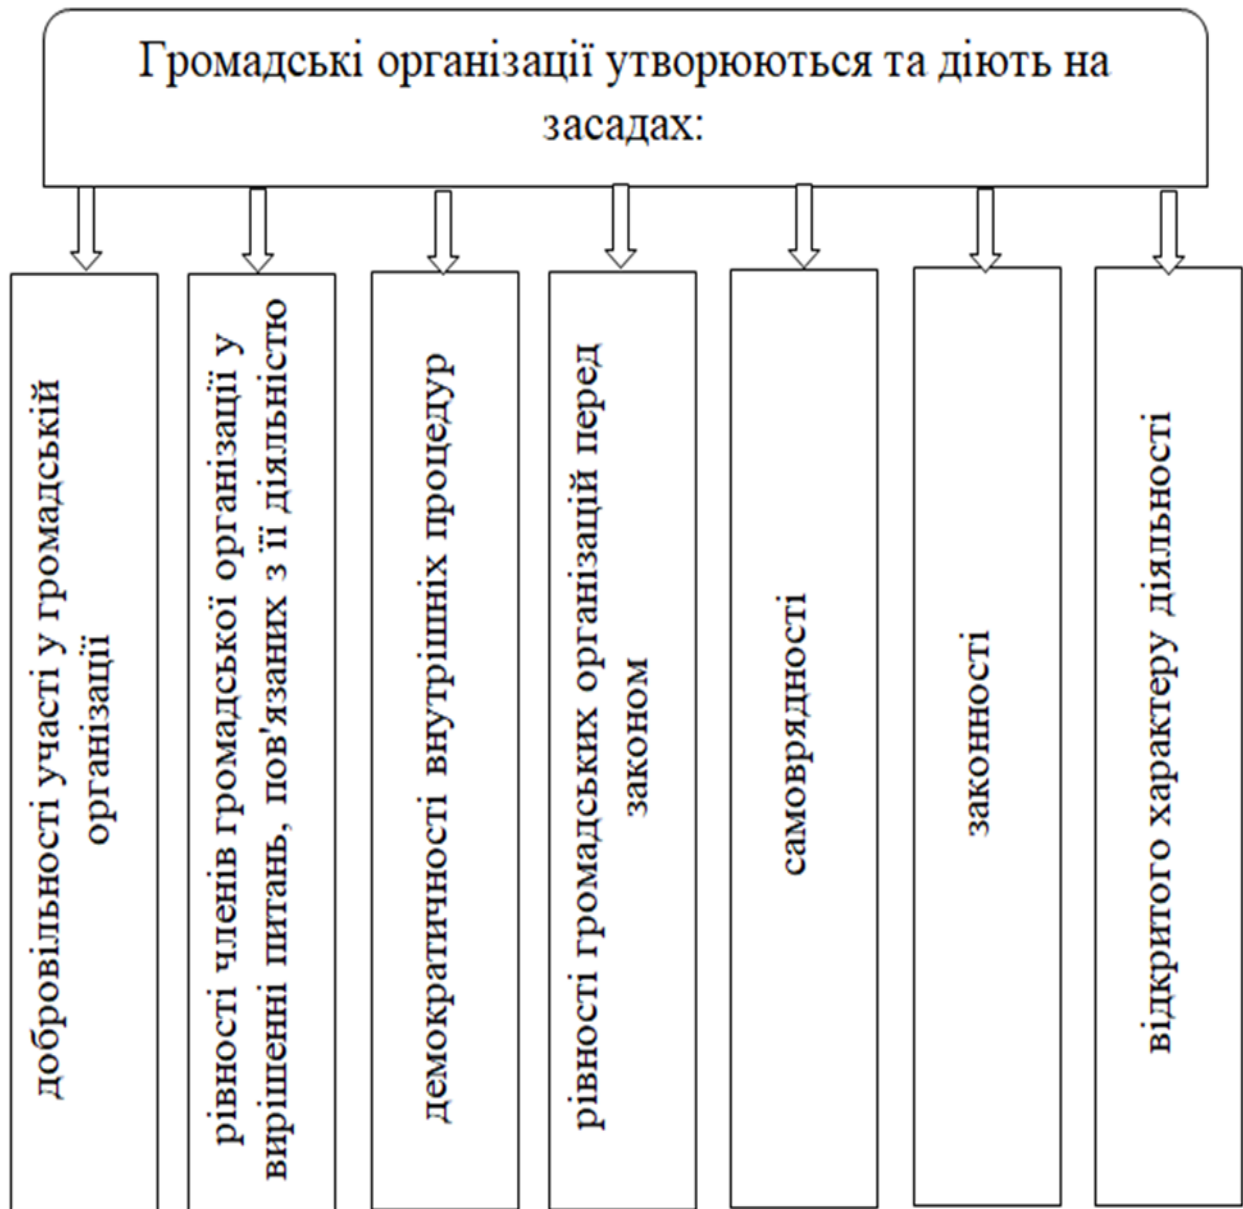 Громадські організації утворюються та діють на
засадах:
добровільності участі у громадській
організації
рівності членів громадської організації у
вирішенні питань, пов'язаних з її діяльністю
демократичності внутрішніх процедур
рівності громадських організацій перед
законом
самоврядності
законності
відкритого характеру діяльності